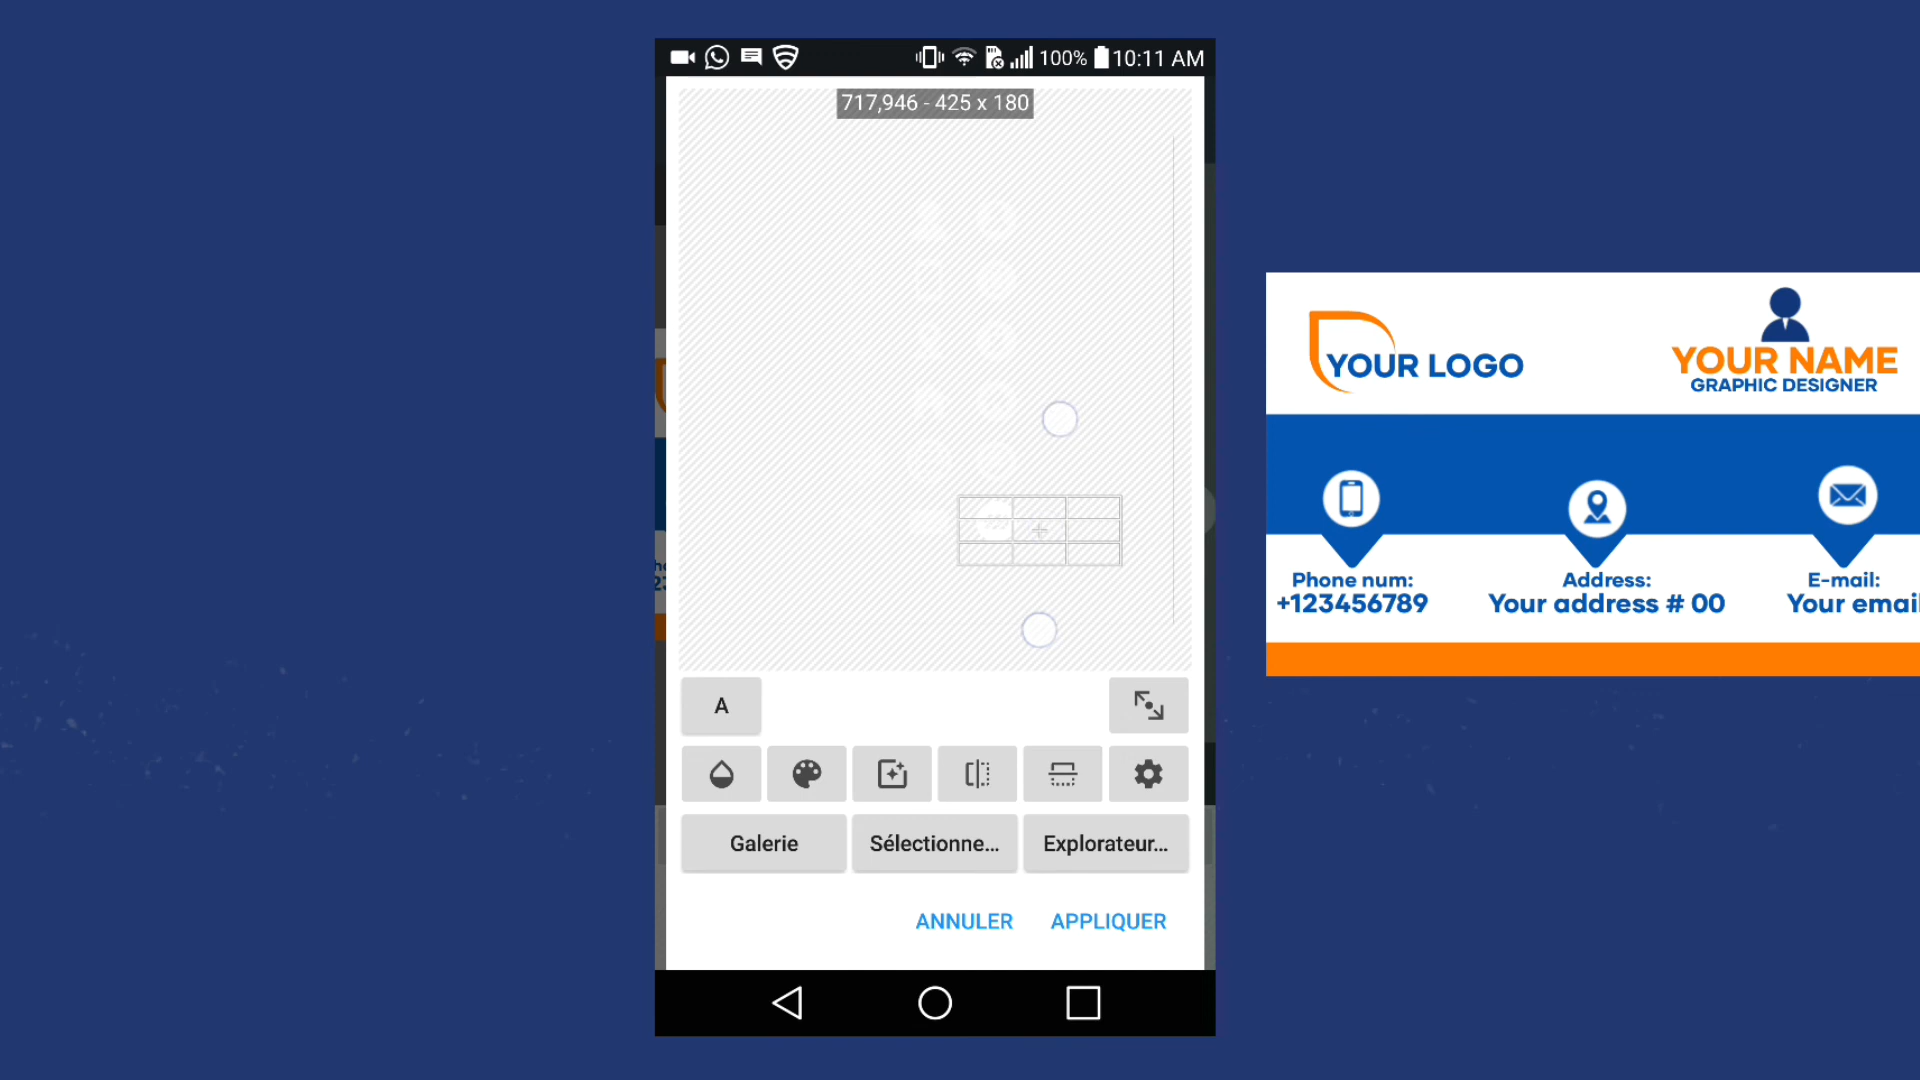 100% 10:11 AM
717,946 - 425 x 180
A
Galerie
Sélectionne...
Explorateur...
ANNULER
APPLIQUER
YOUR LOGO
YOUR NAME
GRAPHIC DESIGNER
Phone num:
+123456789
Address:
Your address # 00
E-mail:
Your email